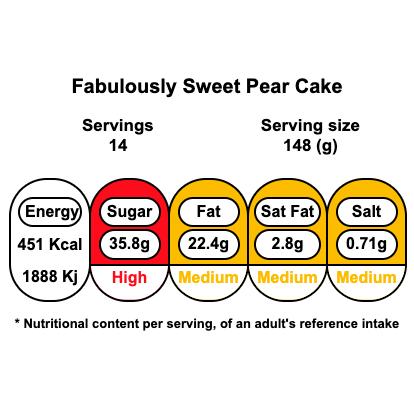 Fabulously Sweet Pear Cake
Servings
14
Serving size
148 (g)
Energy
451 Kcal
1888 Kj
Sugar
35.8g
High
Fat
22.4g
Medium
Sat Fat
2.8g
Medium
Salt
0.71g
Medium
* Nutritional content per serving, of an adult's reference intake